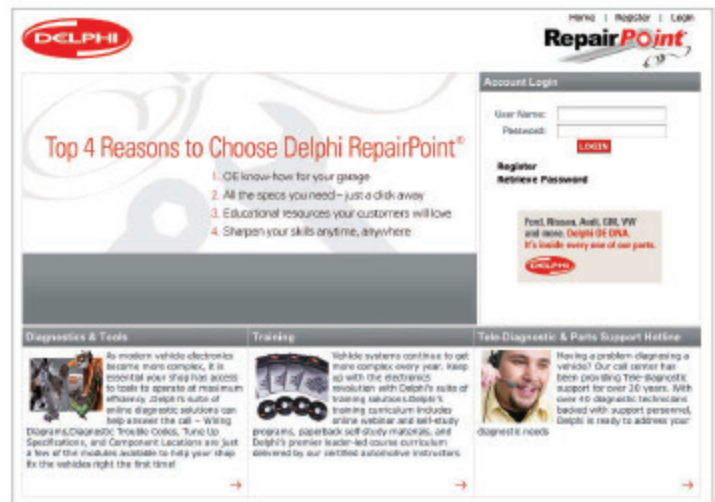 Home | Register | Login
DELPHI
RepairPoint
Account Login
User Name:
Password:
LOGIN
Register
Retrieve Password
Top 4 Reasons to Choose Delphi RepairPoint®
1. OE know-how for your garage
2. All the specs you need – just a click away
3. Educational resources your customers will love
4. Sharpen your skills anytime, anywhere
Ford, Nissan, Audi, GM, VW
and more. Delphi OE DNA.
It's inside every one of our parts.
DELPHI
Diagnostics & Tools
As modern vehicle electronics
become more complex, it is
essential your shop has access
to tools to operate at maximum
efficiency. Delphi's suite of
online diagnostic solutions can
help answer the call – Wiring
Diagrams,Diagnostic Trouble Codes, Tune Up
Specifications, and Component Locations are just
a few of the modules available to help your shop
fix the vehicles right the first time!
Training
Vehicle systems continue to get
more complex every year. Keep
up with the electronics
revolution with Delphi's suite of
training solutions.Delphi's
training curriculum includes
online webinar and self-study
programs, paperback self-study materials, and
Delphi's premier leader-led course curriculum
delivered by our certified automotive instructors.
Tele-Diagnostic & Parts Support Hotline
Having a problem diagnosing a
vehicle? Our call center has
been providing Tele-diagnostic
support for over 20 years. With
over 40 diagnostic technicians
backed with support personnel,
Delphi is ready to address your
diagnostic needs